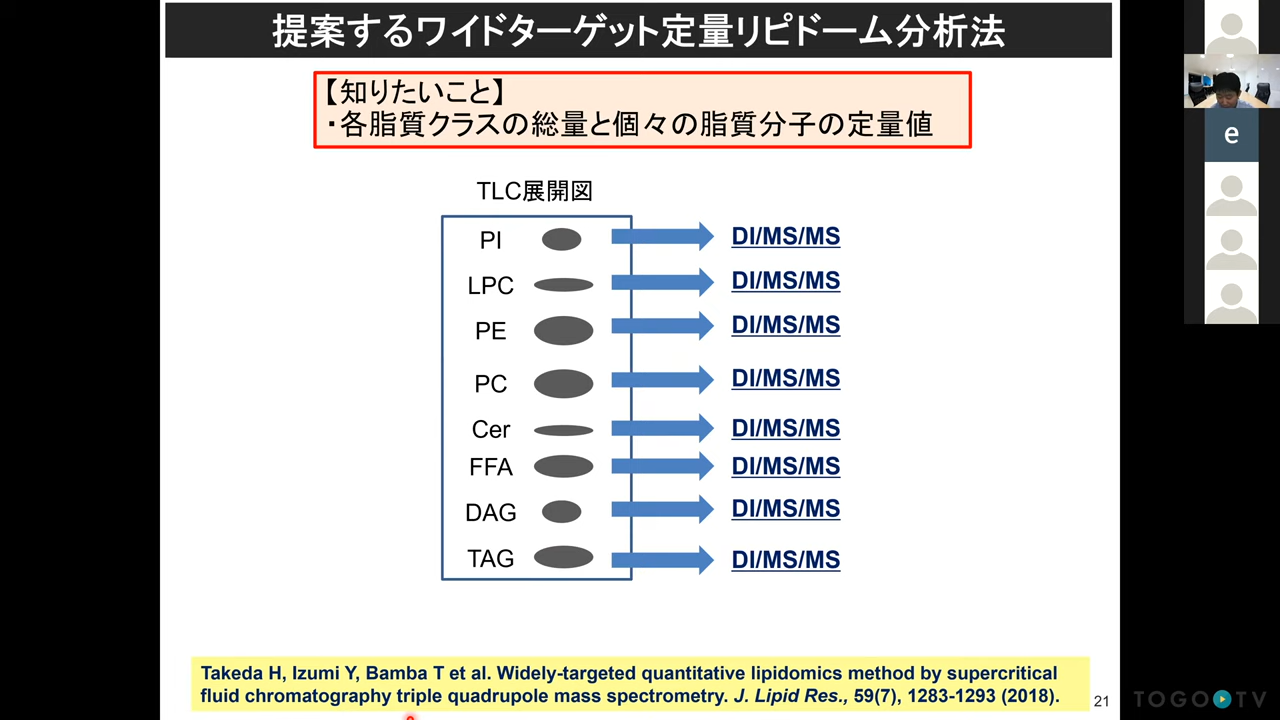 提案するワイドターゲット定量リピドーム分析法
【知りたいこと】
・各脂質クラスの総量と個々の脂質分子の定量値
e
TLC展開図
PI DI/MS/MS
LPC DI/MS/MS
PE DI/MS/MS
PC DI/MS/MS
Cer DI/MS/MS
FFA DI/MS/MS
DAG DI/MS/MS
TAG DI/MS/MS
Takeda H, Izumi Y, Bamba T et al. Widely-targeted quantitative lipidomics method by supercritical
fluid chromatography triple quadrupole mass spectrometry. J. Lipid Res., 59(7), 1283-1293 (2018).
21
TOGO TV